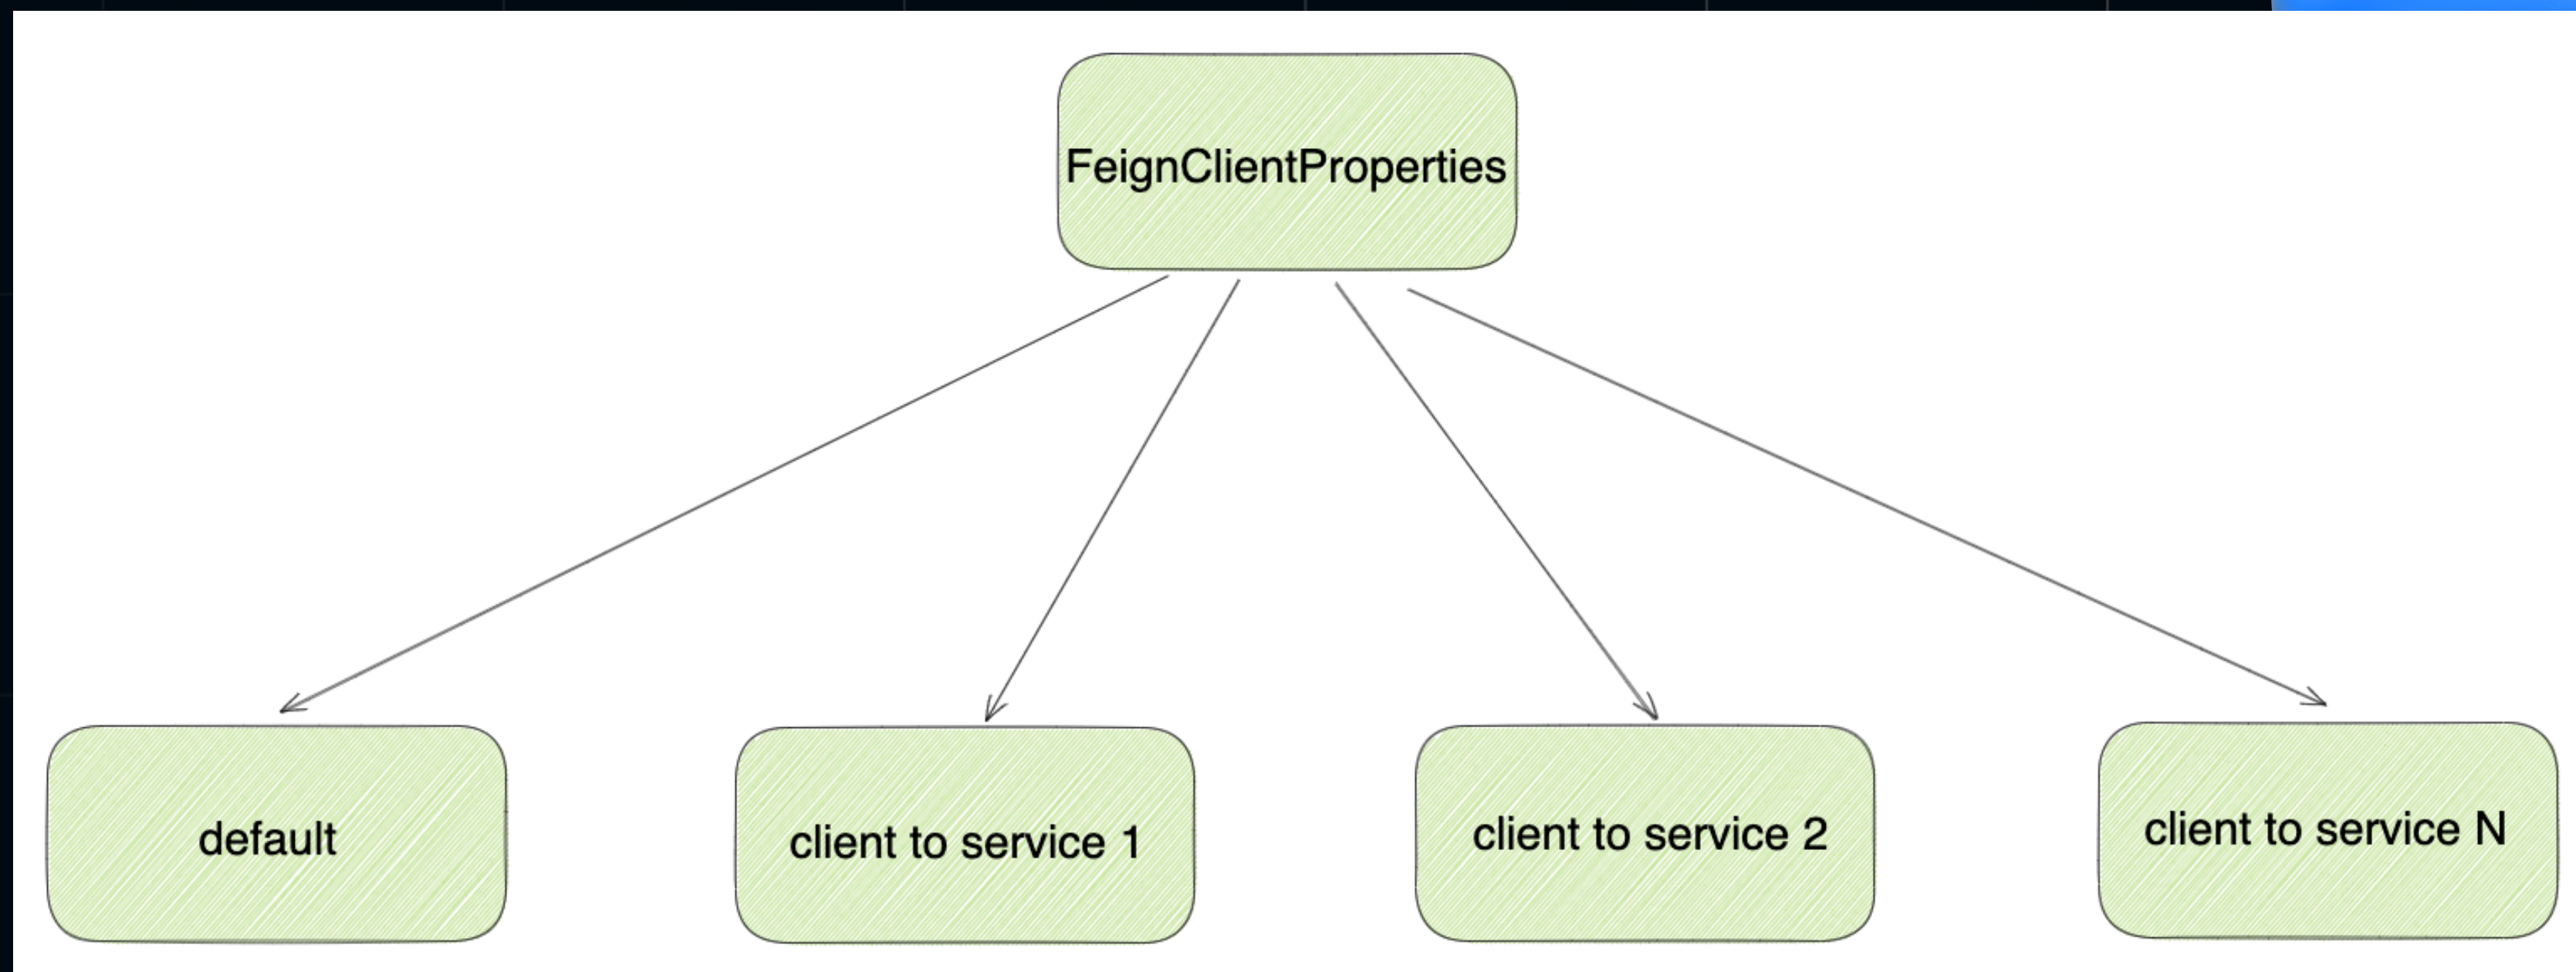 FeignClientProperties
default
client to service 1
client to service 2
client to service N